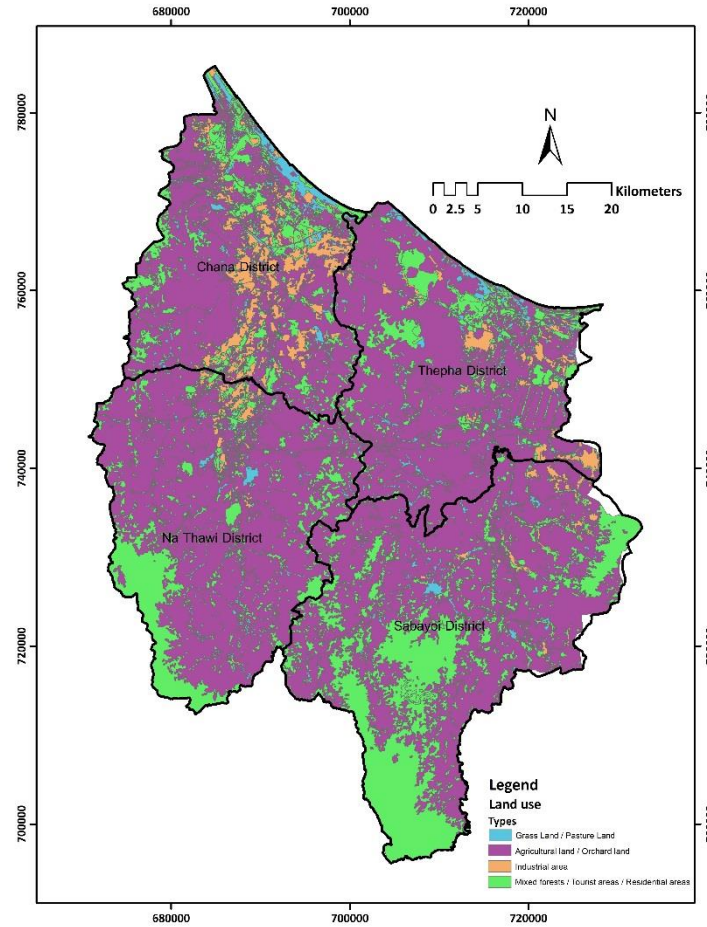 680000 700000 720000
780000
N
Kilometers
0 2.5 5 10 15 20
Chana District
760000
Thepha District
740000
Na Thawi District
Sabayoi District
720000
Legend
Land use
Types
Grass Land / Pasture Land
Agricultural land / Orchard land
Industrial area
Mixed forests / Tourist areas / Residential areas
700000
680000 700000 720000